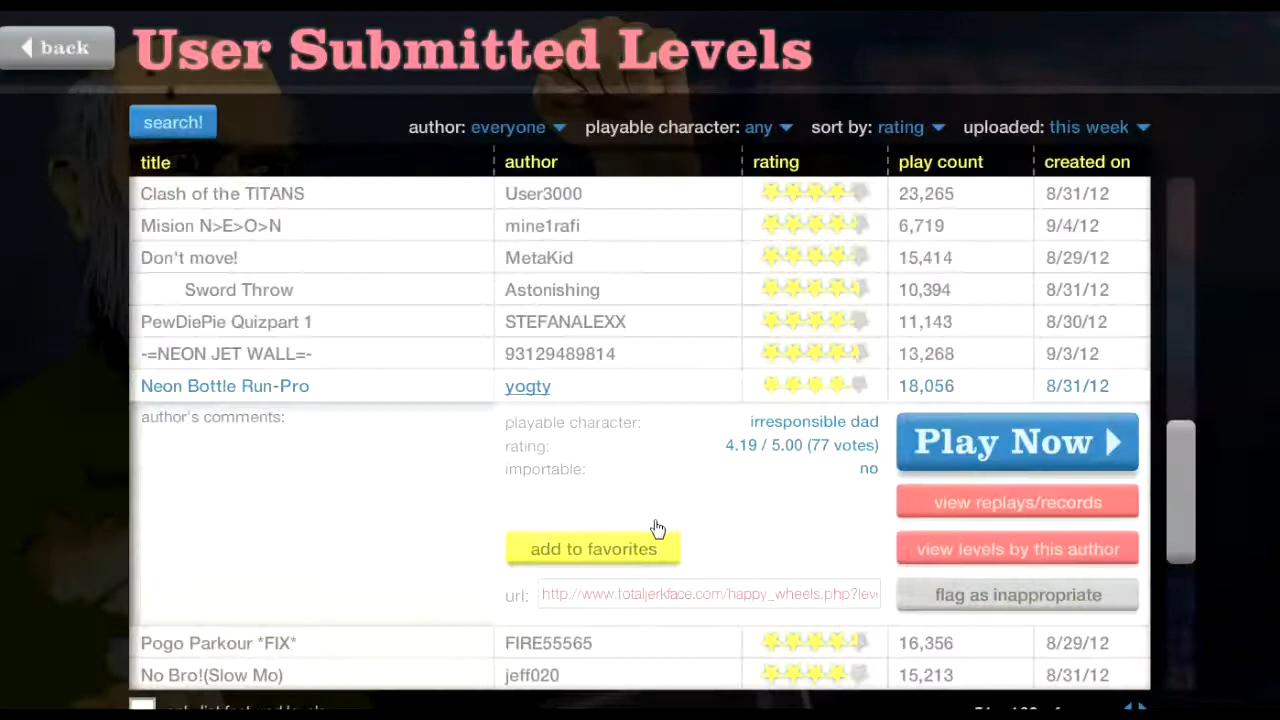 back
User Submitted Levels
search!
author: everyone playable character: any sort by: rating uploaded: this week
title author rating play count created on
Clash of the TITANS User3000 23,265 8/31/12
Mision N>E>O>N mine1rafi 6,719 9/4/12
Don't move! MetaKid 15,414 8/29/12
Sword Throw Astonishing 10,394 8/31/12
PewDiePie Quizpart 1 STEFANALEXX 11,143 8/30/12
-=NEON JET WALL=- 93129489814 13,268 9/3/12
Neon Bottle Run-Pro yogty 18,056 8/31/12
author's comments:
playable character: irresponsible dad
rating: 4.19 / 5.00 (77 votes)
importable: no
Play Now
view replays/records
add to favorites
view levels by this author
url: http://www.totaljerkface.com/happy_wheels.php?leve
flag as inappropriate
Pogo Parkour *FIX* FIRE55565 16,356 8/29/12
No Bro!(Slow Mo) jeff020 15,213 8/31/12